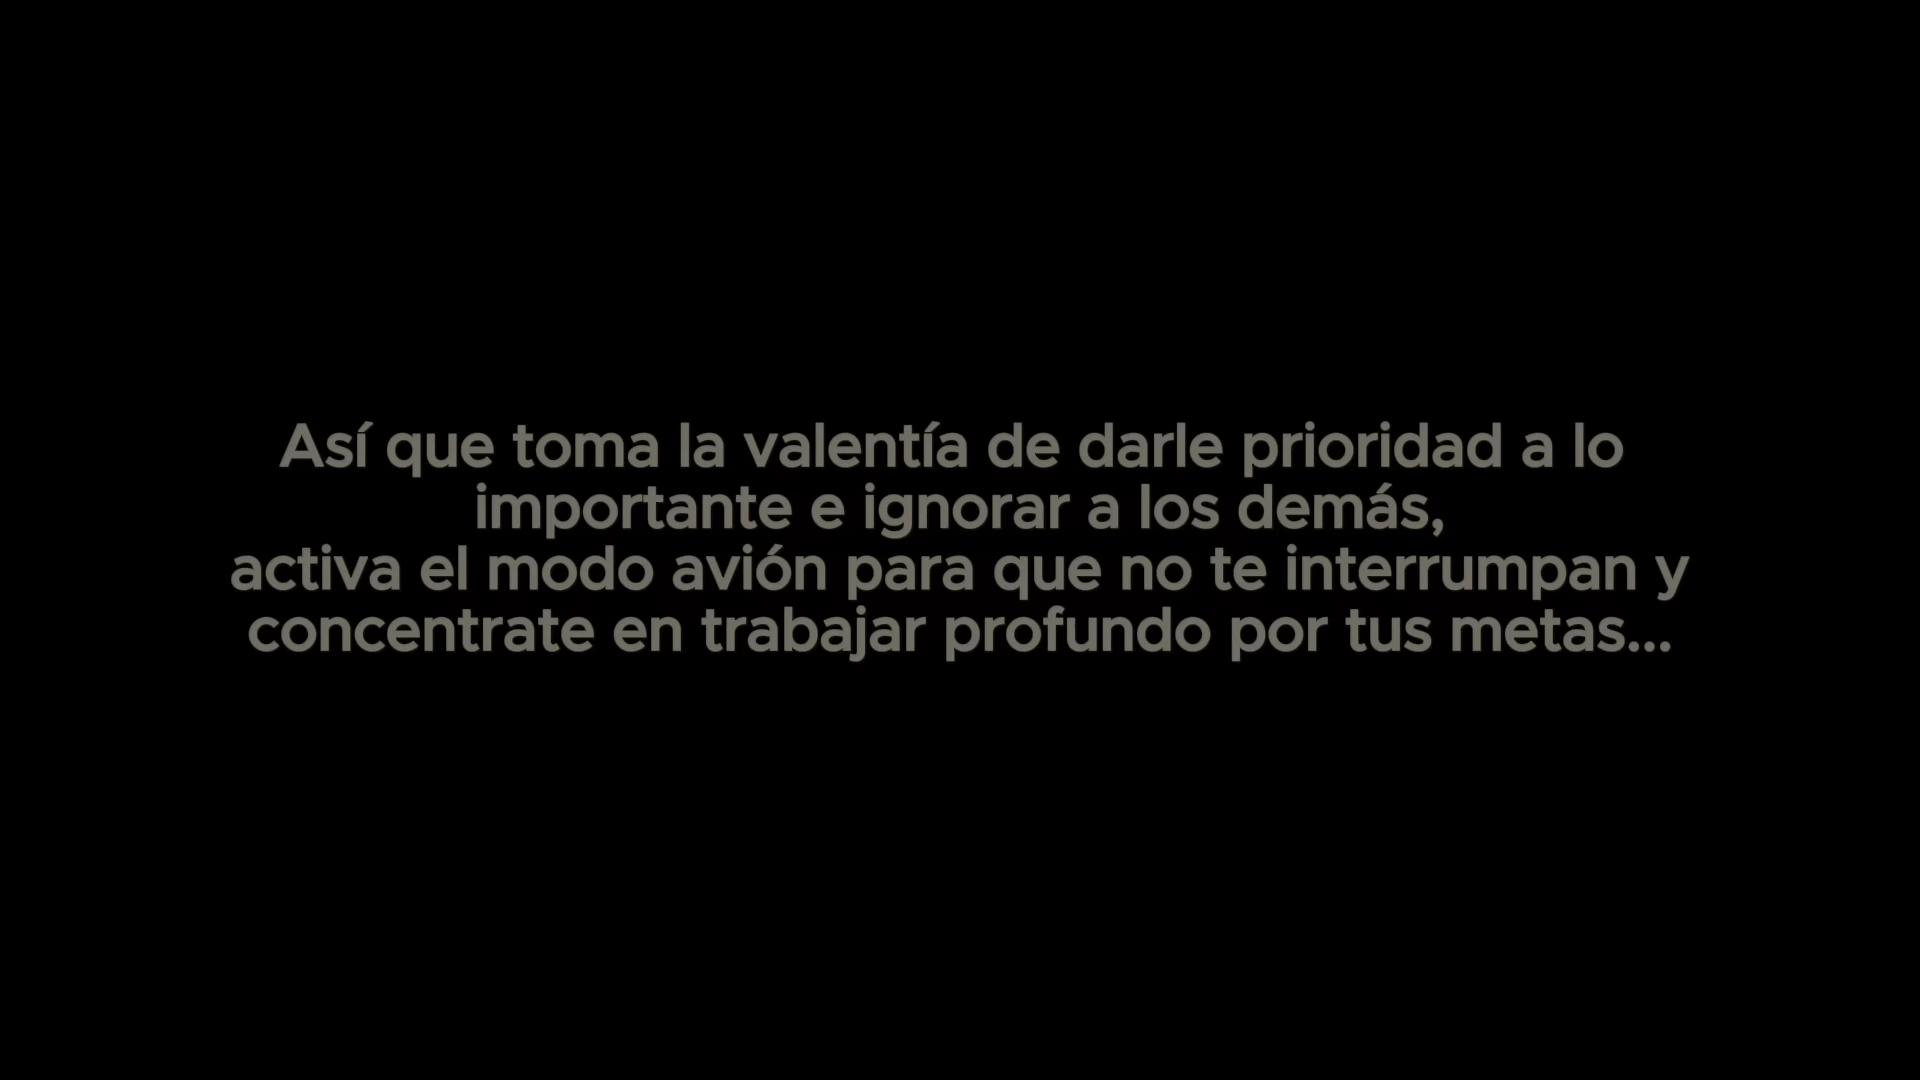 Así que toma la valentía de darle prioridad a lo
importante e ignorar a los demás,
activa el modo avión para que no te interrumpan y
concentrate en trabajar profundo por tus metas...